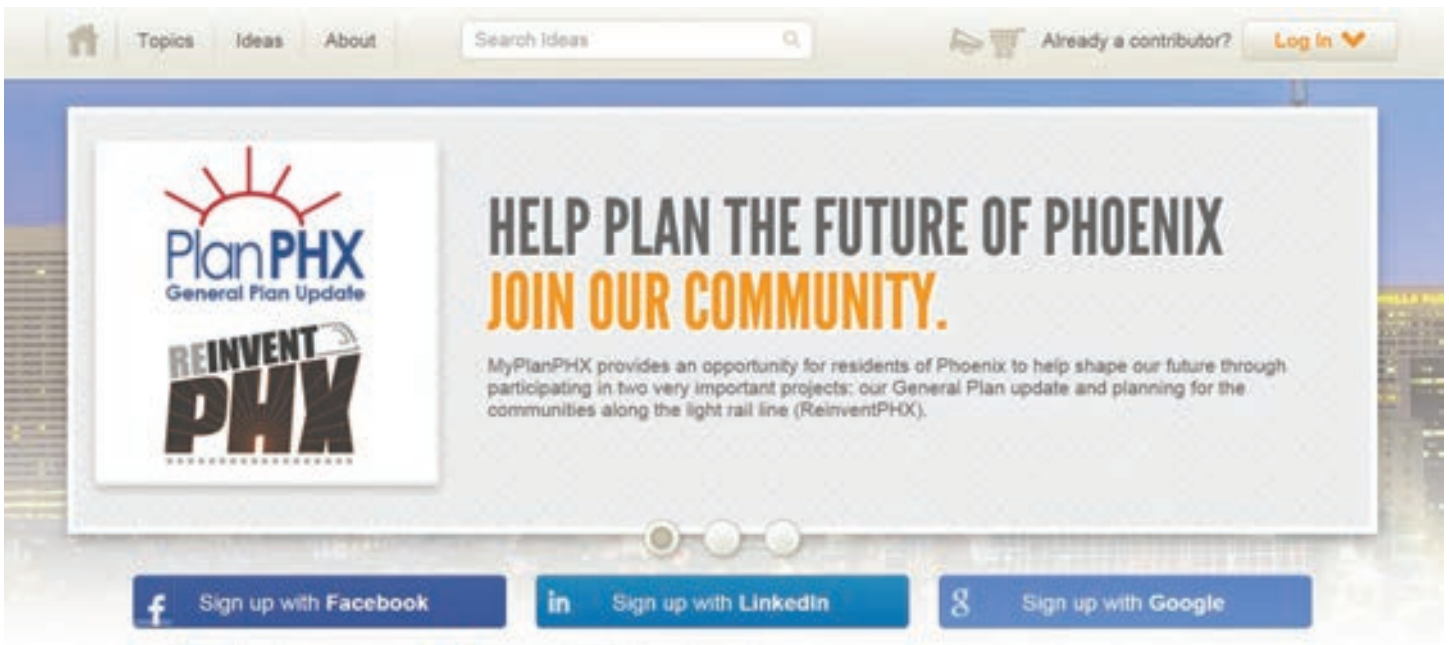 Topics Ideas About Search Ideas Already a contributor? Log In
Plan PHX
General Plan Update
REINVENT
PHX
HELP PLAN THE FUTURE OF PHOENIX
JOIN OUR COMMUNITY.
MyPlanPHX provides an opportunity for residents of Phoenix to help shape our future through
participating in two very important projects: our General Plan update and planning for the
communities along the light rail line (ReinventPHX).
f Sign up with Facebook in Sign up with LinkedIn g Sign up with Google